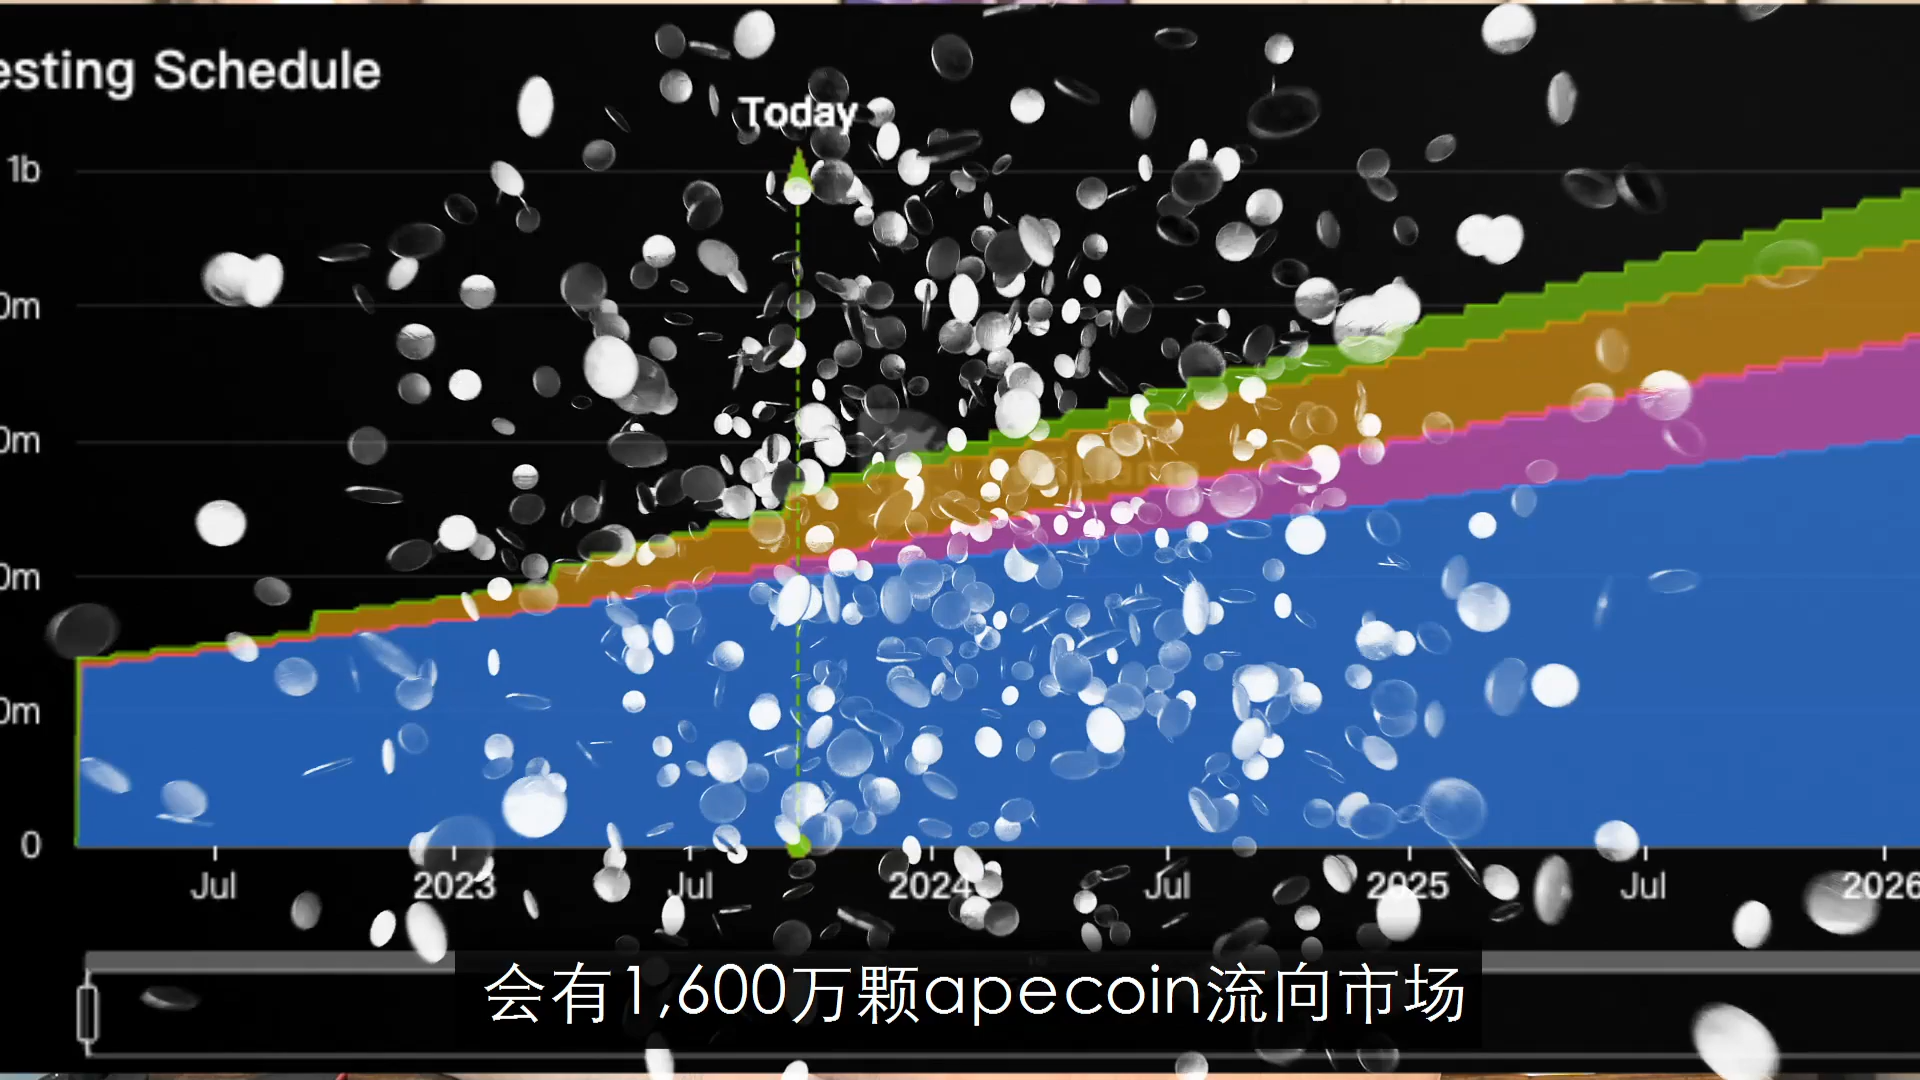 esting Schedule
Today
1b
0m
0m
0m
0m
0
Jul
2023
Jul
2024
Jul
2025
Jul
2026
会有1,600万颗apecoin流向市场